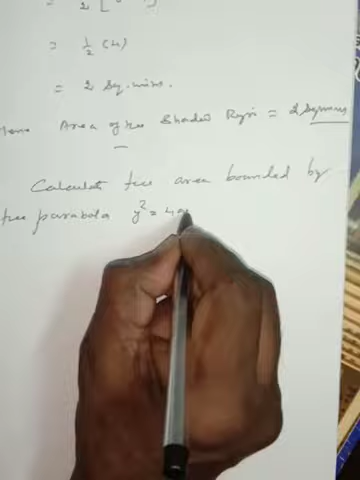 = 1/2 (4)
= 2 Sq. units.
Area of the Shaded Region = 2 Sq units
Calculate the area bounded by
the parabola y² = 4